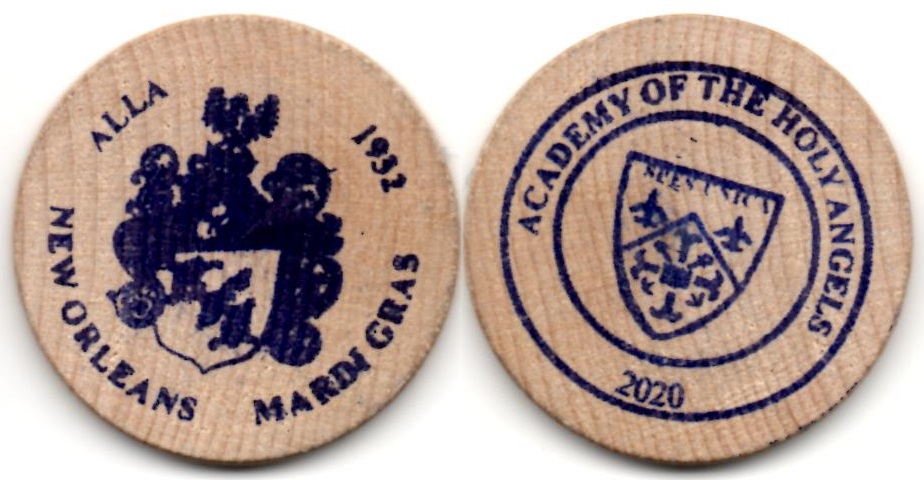 ALLA
1932
NEW ORLEANS
MARDI GRAS
ACADEMY OF THE HOLY ANGELS
2020